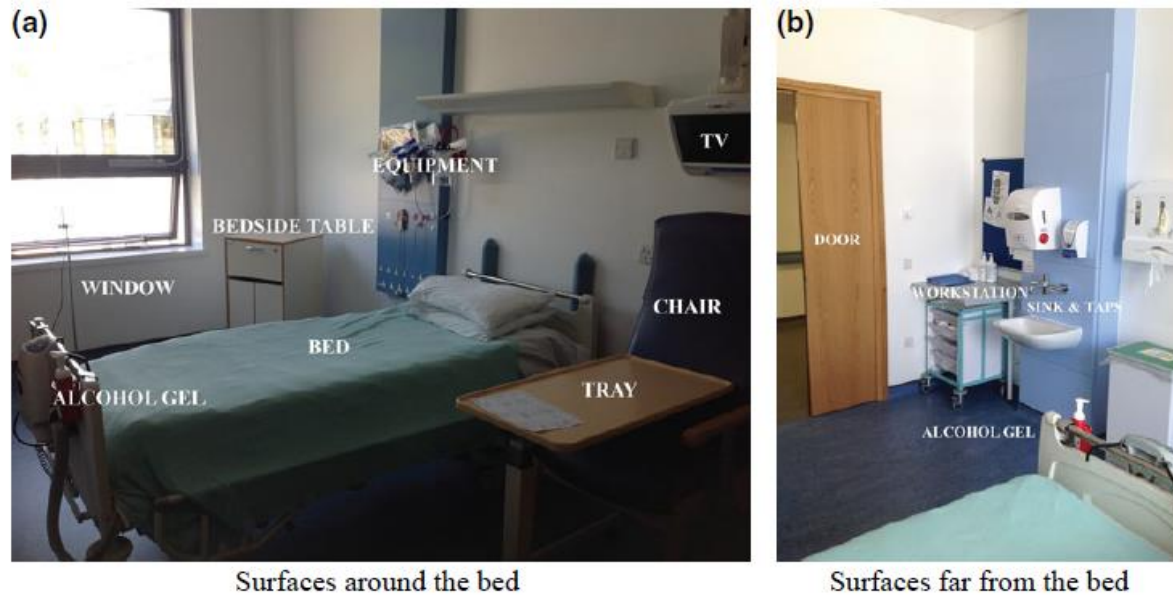 (a)
TV
EQUIPMENT
BEDSIDE TABLE
WINDOW
CHAIR
BED
TRAY
ALCOHOL GEL
Surfaces around the bed
(b)
DOOR
WORKSTATION
SINK & TAPS
ALCOHOL GEL
Surfaces far from the bed